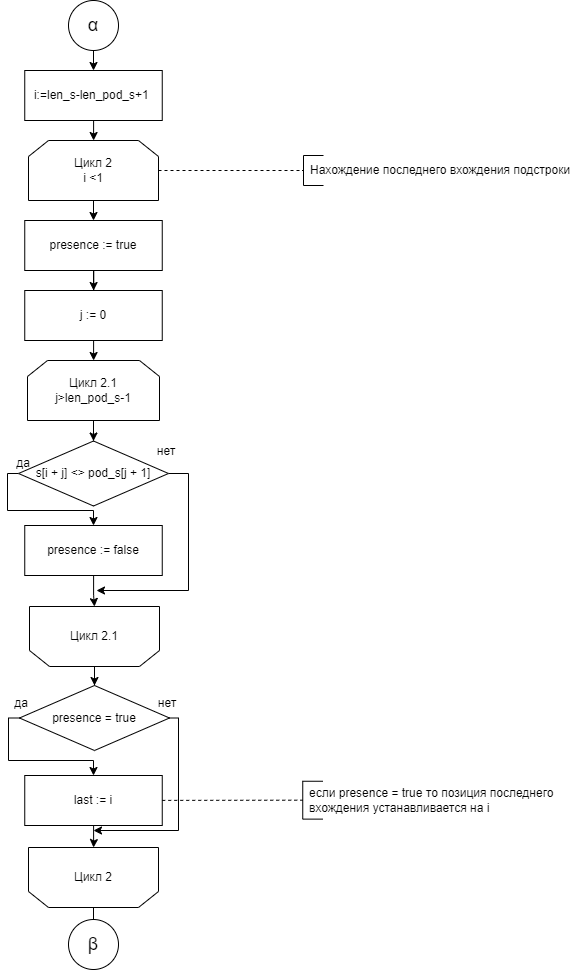 α
i:=len_s-len_pod_s+1
Цикл 2
i <1
Нахождение последнего вхождения подстроки
presence := true
j := 0
Цикл 2.1
j>len_pod_s-1
да
нет
s[i + j] <> pod_s[j + 1]
presence := false
Цикл 2.1
да
нет
presence = true
last := i
если presence = true то позиция последнего
вхождения устанавливается на i
Цикл 2
β